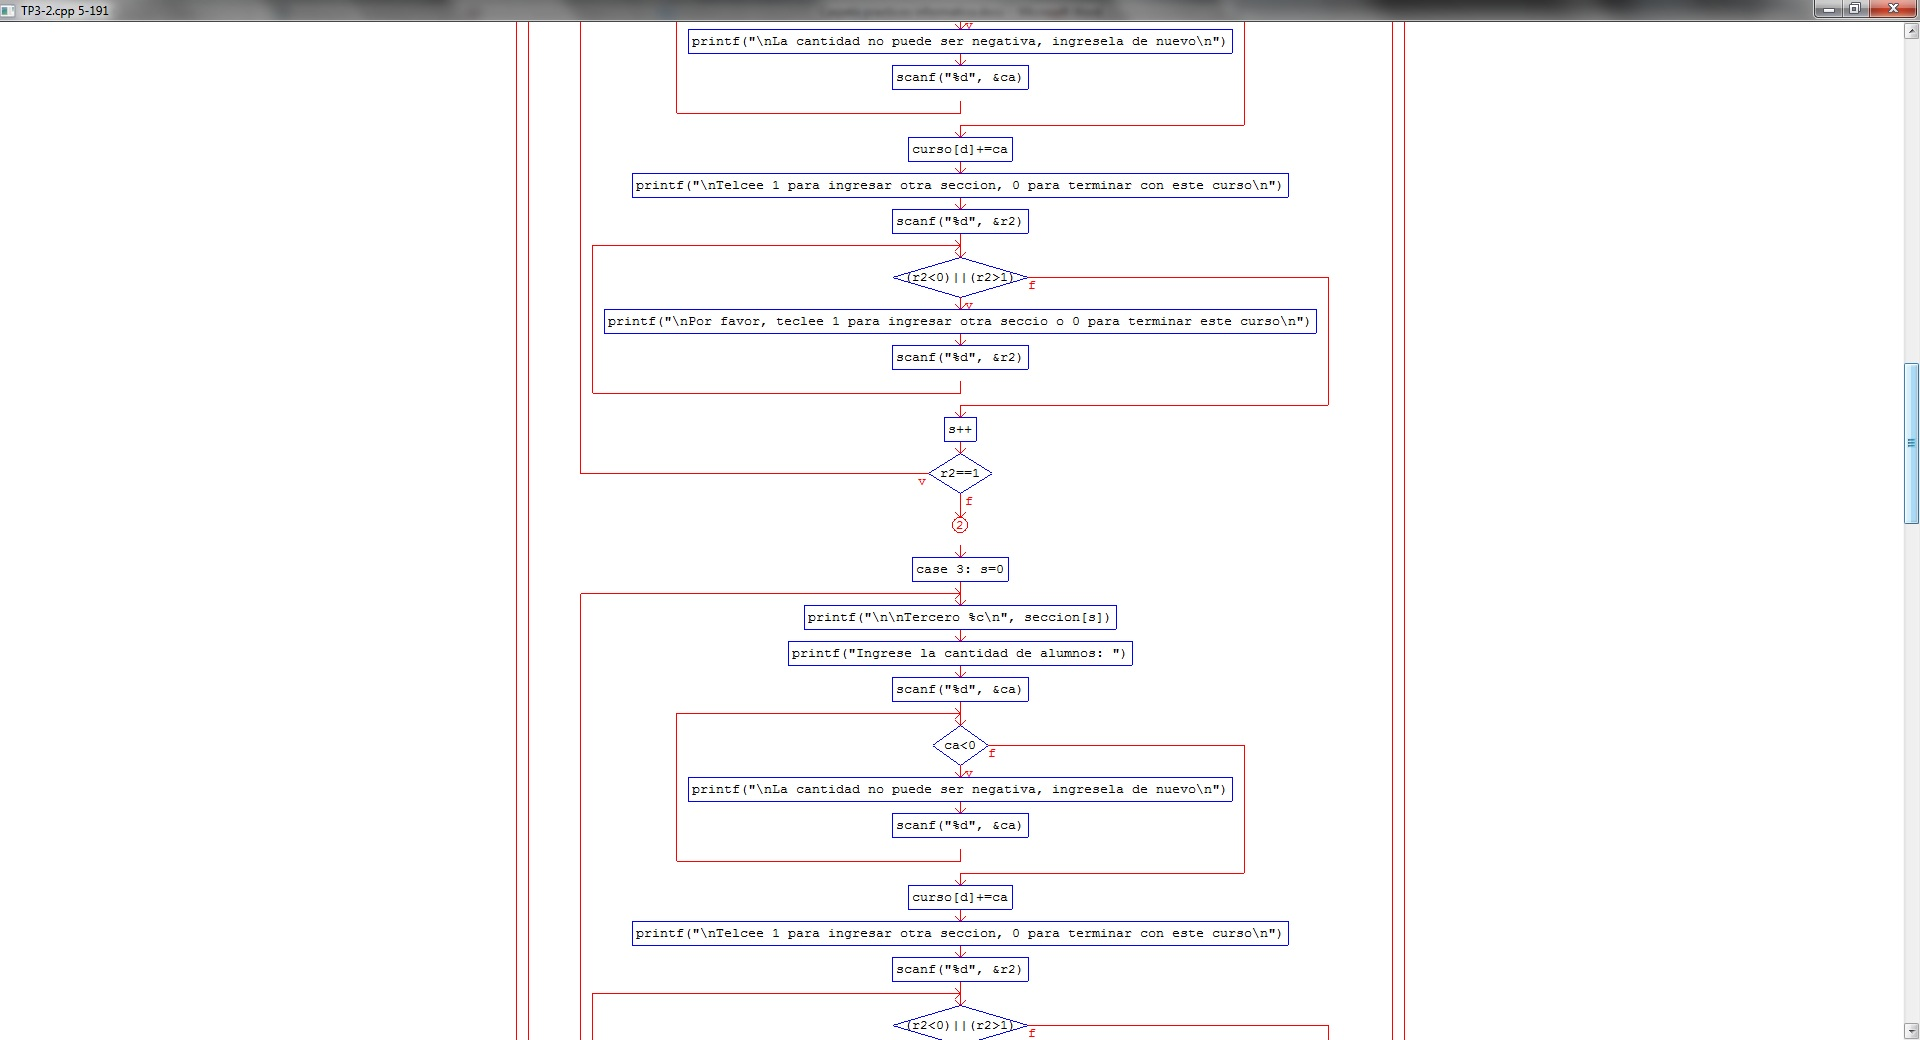 TP3-2.cpp 5-191
v
printf("\nLa cantidad no puede ser negativa, ingresela de nuevo\n")
scanf("%d", &ca)
curso[d]+=ca
printf("\nTelcee 1 para ingresar otra seccion, 0 para terminar con este curso\n")
scanf("%d", &r2)
(r2<0)||(r2>1)
f
v
printf("\nPor favor, teclee 1 para ingresar otra seccio o 0 para terminar este curso\n")
scanf("%d", &r2)
s++
r2==1
v
f
2
case 3: s=0
printf("\n\nTercero %c\n", seccion[s])
printf("Ingrese la cantidad de alumnos: ")
scanf("%d", &ca)
ca<0
f
v
printf("\nLa cantidad no puede ser negativa, ingresela de nuevo\n")
scanf("%d", &ca)
curso[d]+=ca
printf("\nTelcee 1 para ingresar otra seccion, 0 para terminar con este curso\n")
scanf("%d", &r2)
(r2<0)||(r2>1)
f